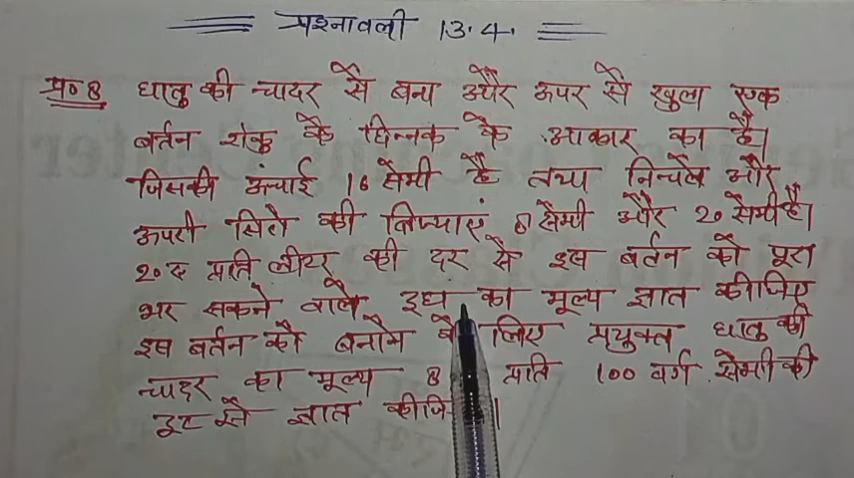 प्रश्नावली 13.4.
प्र० 8 धातु की चादर से बना और ऊपर से खुला एक
बर्तन शंकु के छिन्नक के आकार का है।
जिसकी ऊंचाई 16 सेमी है तथा निचले और
ऊपरी सिरो की त्रिज्याएं 8 सेमी और 20 सेमी है।
20 रु प्रति लीटर की दर से इस बर्तन को पूरा
भर सकने वाले दुध का मूल्य ज्ञात कीजिए
इस बर्तन को बनाने के लिए प्रयुक्त धातु की
चादर का मूल्य 8 प्रति 100 वर्ग सेमी की
दर से ज्ञात